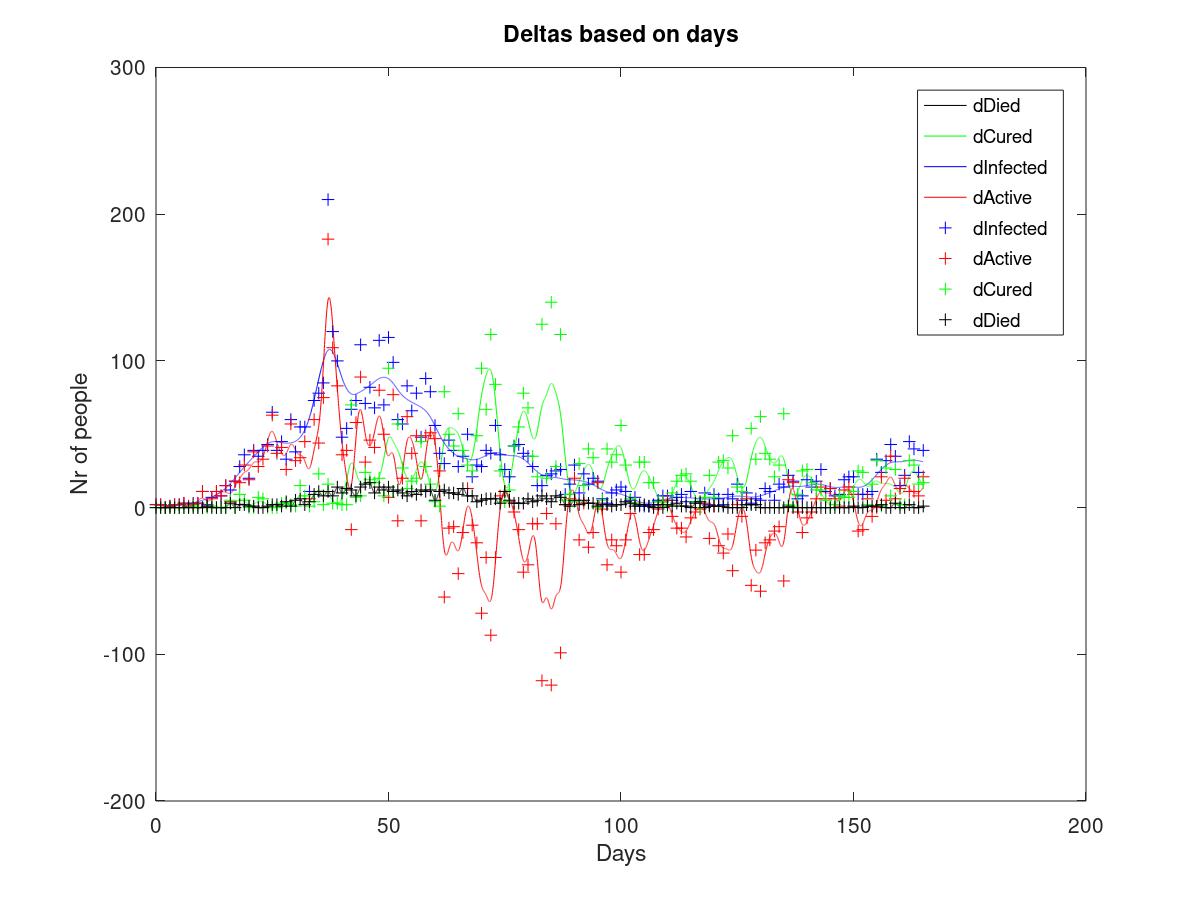 Deltas based on days
300
200
100
0
-100
-200
Nr of people
0
50
100
150
200
Days
dDied
dCured
dInfected
dActive
dInfected
dActive
dCured
dDied